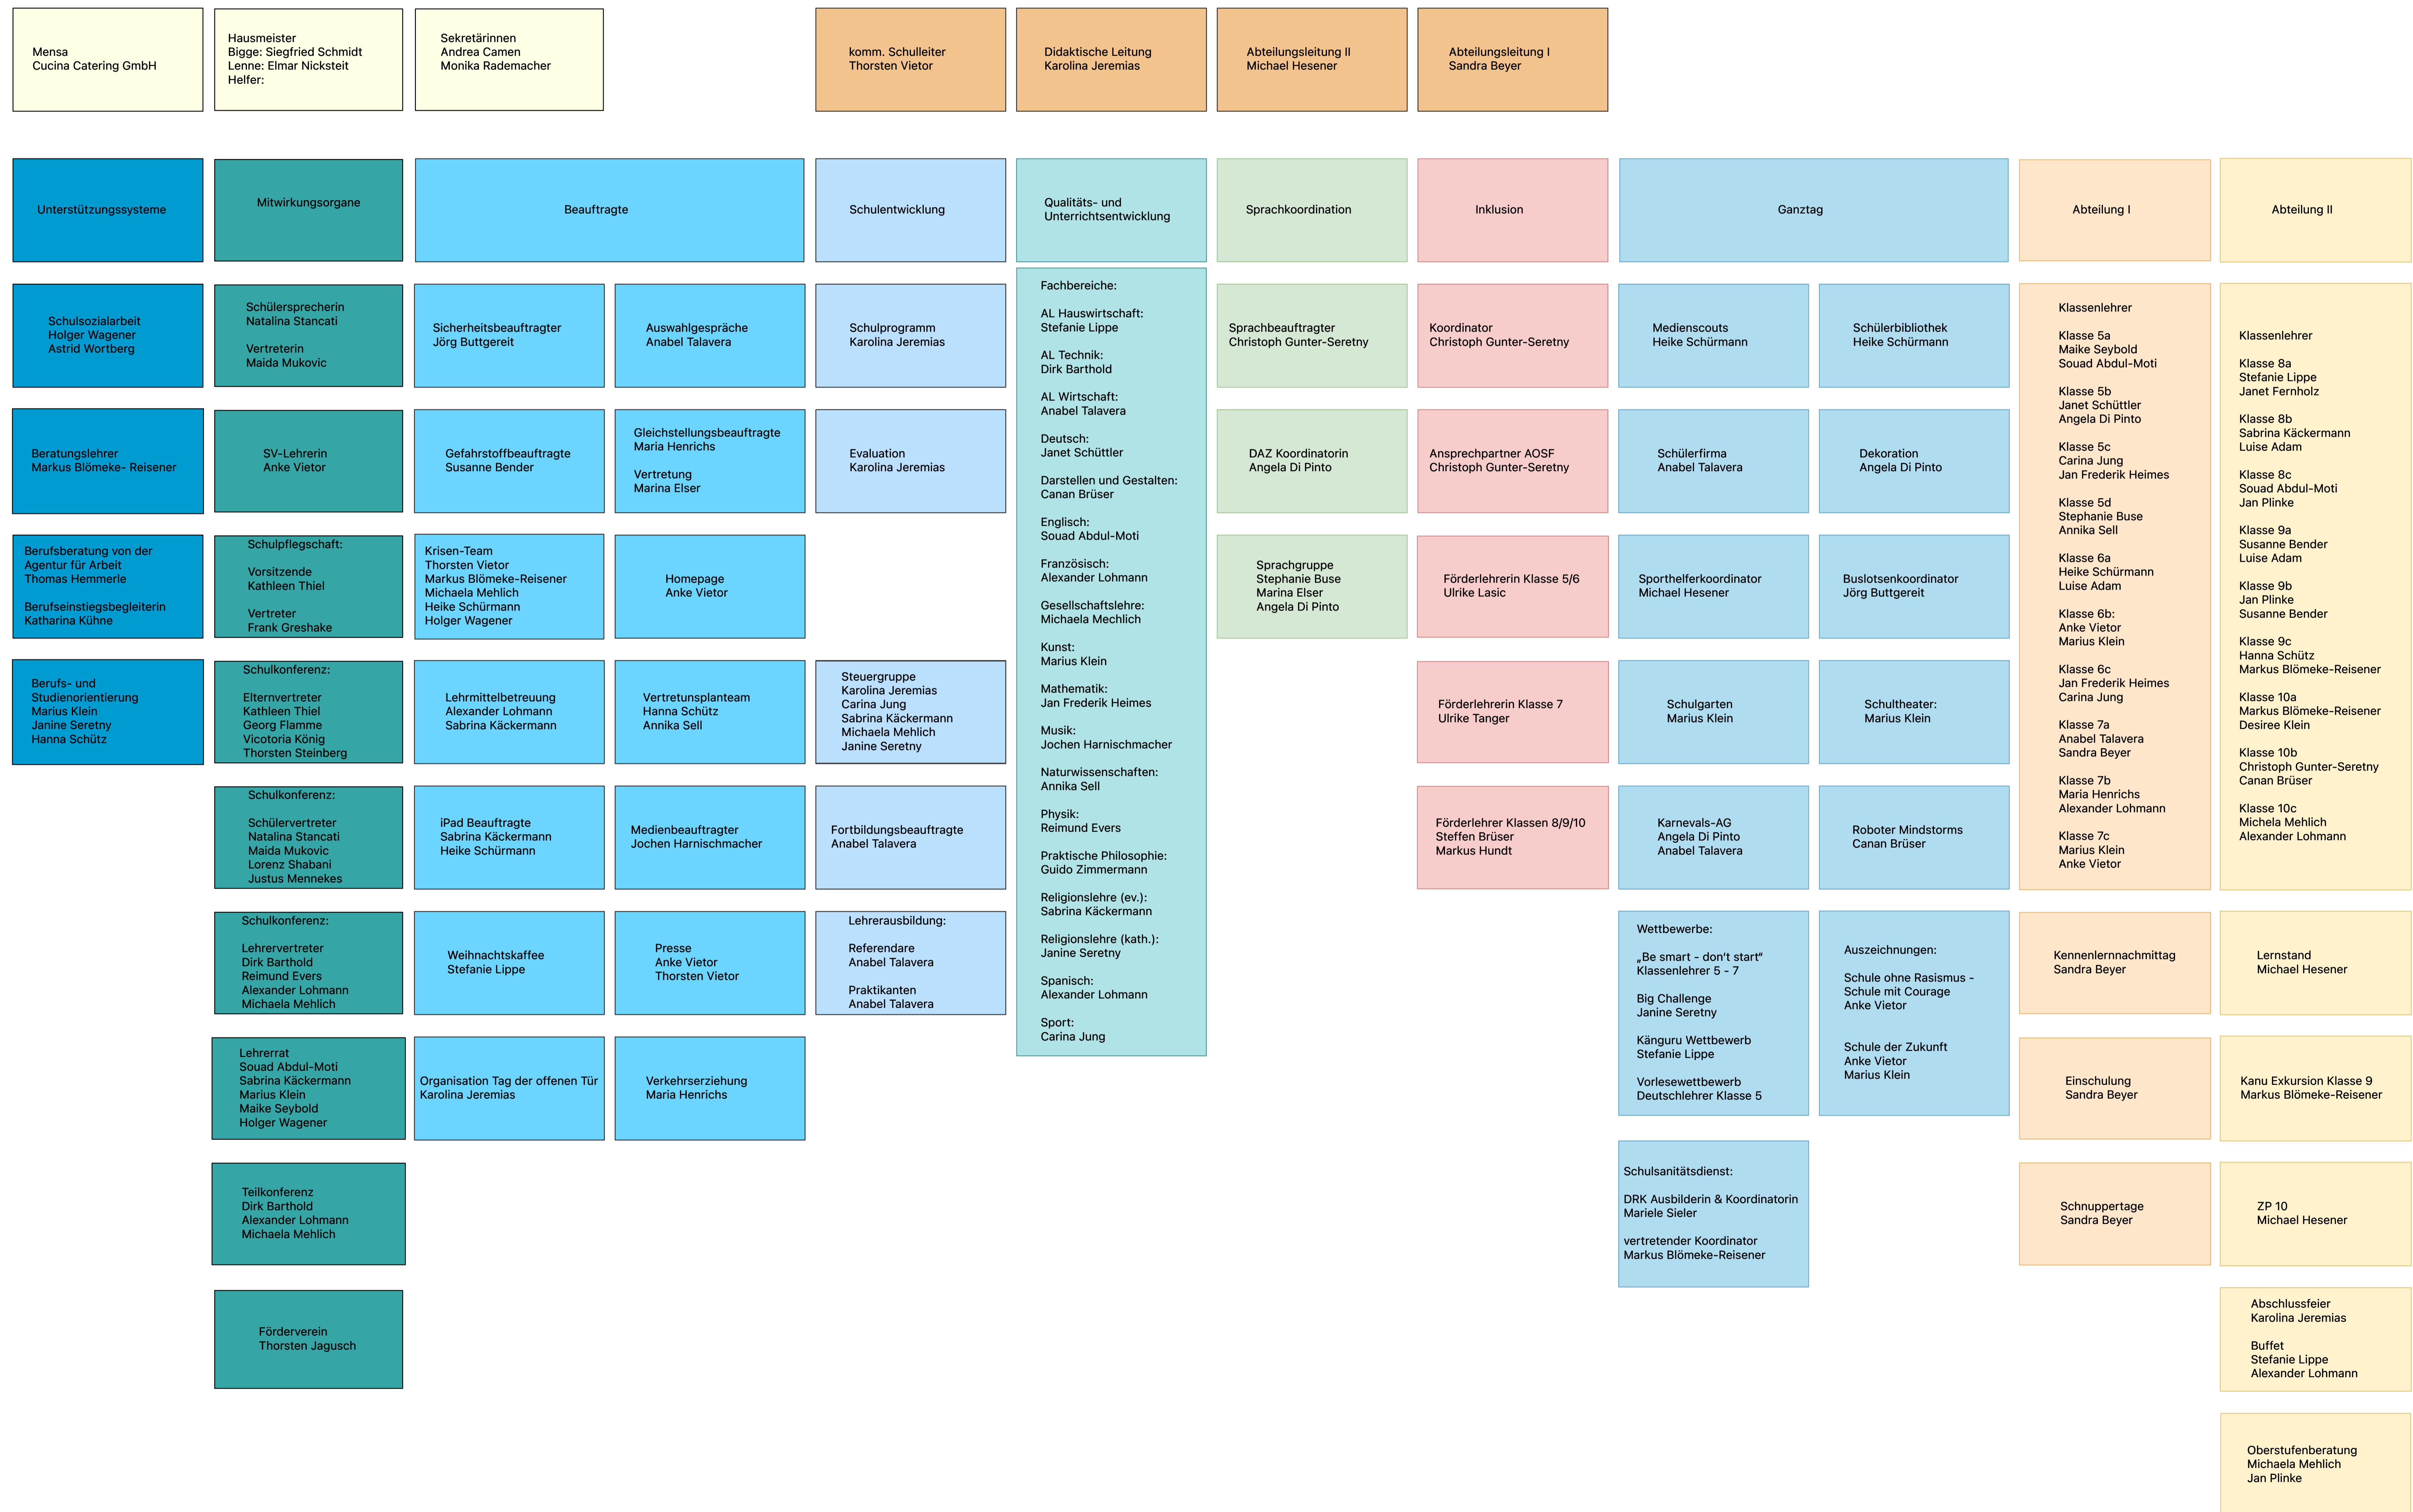 Mensa
Cucina Catering GmbH
Hausmeister
Bigge: Siegfried Schmidt
Lenne: Elmar Nicksteit
Helfer:
Sekretärinnen
Andrea Camen
Monika Rademacher
komm. Schulleiter
Thorsten Vietor
Didaktische Leitung
Karolina Jeremias
Abteilungsleitung II
Michael Hesener
Abteilungsleitung I
Sandra Beyer
Unterstützungssysteme
Mitwirkungsorgane
Beauftragte
Schulentwicklung
Qualitäts- und
Unterrichtsentwicklung
Sprachkoordination
Inklusion
Ganztag
Abteilung I
Abteilung II
Schulsozialarbeit
Holger Wagener
Astrid Wortberg
Beratungslehrer
Markus Blömeke- Reisener
Berufsberatung von der
Agentur für Arbeit
Thomas Hemmerle
Berufseinstiegsbegleiterin
Katharina Kühne
Berufs- und
Studienorientierung
Marius Klein
Janine Seretny
Hanna Schütz
Schülersprecherin
Natalina Stancati
Vertreterin
Maida Mukovic
SV-Lehrerin
Anke Vietor
Schulpflegschaft:
Vorsitzende
Kathleen Thiel
Vertreter
Frank Greshake
Schulkonferenz:
Elternvertreter
Kathleen Thiel
Georg Flamme
Vicotoria König
Thorsten Steinberg
Schulkonferenz:
Schülervertreter
Natalina Stancati
Maida Mukovic
Lorenz Shabani
Justus Mennekes
Schulkonferenz:
Lehrervertreter
Dirk Barthold
Reimund Evers
Alexander Lohmann
Michaela Mehlich
Lehrerrat
Souad Abdul-Moti
Sabrina Käckermann
Marius Klein
Maike Seybold
Holger Wagener
Teilkonferenz
Dirk Barthold
Alexander Lohmann
Michaela Mehlich
Förderverein
Thorsten Jagusch
Sicherheitsbeauftragter
Jörg Buttgereit
Gefahrstoffbeauftragte
Susanne Bender
Krisen-Team
Thorsten Vietor
Markus Blömeke-Reisener
Michaela Mehlich
Heike Schürmann
Holger Wagener
Lehrmittelbetreuung
Alexander Lohmann
Sabrina Käckermann
iPad Beauftragte
Sabrina Käckermann
Heike Schürmann
Weihnachtskaffee
Stefanie Lippe
Organisation Tag der offenen Tür
Karolina Jeremias
Auswahlgespräche
Anabel Talavera
Gleichstellungsbeauftragte
Maria Henrichs
Vertretung
Marina Elser
Homepage
Anke Vietor
Vertretunsplanteam
Hanna Schütz
Annika Sell
Medienbeauftragter
Jochen Harnischmacher
Presse
Anke Vietor
Thorsten Vietor
Verkehrserziehung
Maria Henrichs
Schulprogramm
Karolina Jeremias
Evaluation
Karolina Jeremias
Steuergruppe
Karolina Jeremias
Carina Jung
Sabrina Käckermann
Michaela Mehlich
Janine Seretny
Fortbildungsbeauftragte
Anabel Talavera
Lehrerausbildung:
Referendare
Anabel Talavera
Praktikanten
Anabel Talavera
Fachbereiche:
AL Hauswirtschaft:
Stefanie Lippe
AL Technik:
Dirk Barthold
AL Wirtschaft:
Anabel Talavera
Deutsch:
Janet Schüttler
Darstellen und Gestalten:
Canan Brüser
Englisch:
Souad Abdul-Moti
Französisch:
Alexander Lohmann
Gesellschaftslehre:
Michaela Mechlich
Kunst:
Marius Klein
Mathematik:
Jan Frederik Heimes
Musik:
Jochen Harnischmacher
Naturwissenschaften:
Annika Sell
Physik:
Reimund Evers
Praktische Philosophie:
Guido Zimmermann
Religionslehre (ev.):
Sabrina Käckermann
Religionslehre (kath.):
Janine Seretny
Spanisch:
Alexander Lohmann
Sport:
Carina Jung
Sprachbeauftragter
Christoph Gunter-Seretny
DAZ Koordinatorin
Angela Di Pinto
Sprachgruppe
Stephanie Buse
Marina Elser
Angela Di Pinto
Koordinator
Christoph Gunter-Seretny
Ansprechpartner AOSF
Christoph Gunter-Seretny
Förderlehrerin Klasse 5/6
Ulrike Lasic
Förderlehrerin Klasse 7
Ulrike Tanger
Förderlehrer Klassen 8/9/10
Steffen Brüser
Markus Hundt
Medienscouts
Heike Schürmann
Schülerfirma
Anabel Talavera
Sporthelferkoordinator
Michael Hesener
Schulgarten
Marius Klein
Karnevals-AG
Angela Di Pinto
Anabel Talavera
Wettbewerbe:
„Be smart - don't start“
Klassenlehrer 5 - 7
Big Challenge
Janine Seretny
Känguru Wettbewerb
Stefanie Lippe
Vorlesewettbewerb
Deutschlehrer Klasse 5
Schulsanitätsdienst:
DRK Ausbilderin & Koordinatorin
Mariele Sieler
vertretender Koordinator
Markus Blömeke-Reisener
Schülerbibliothek
Heike Schürmann
Dekoration
Angela Di Pinto
Buslotsenkoordinator
Jörg Buttgereit
Schultheater:
Marius Klein
Roboter Mindstorms
Canan Brüser
Auszeichnungen:
Schule ohne Rasismus -
Schule mit Courage
Anke Vietor
Schule der Zukunft
Anke Vietor
Marius Klein
Klassenlehrer
Klasse 5a
Maike Seybold
Souad Abdul-Moti
Klasse 5b
Janet Schüttler
Angela Di Pinto
Klasse 5c
Carina Jung
Jan Frederik Heimes
Klasse 5d
Stephanie Buse
Annika Sell
Klasse 6a
Heike Schürmann
Luise Adam
Klasse 6b:
Anke Vietor
Marius Klein
Klasse 6c
Jan Frederik Heimes
Carina Jung
Klasse 7a
Anabel Talavera
Sandra Beyer
Klasse 7b
Maria Henrichs
Alexander Lohmann
Klasse 7c
Marius Klein
Anke Vietor
Kennenlernnachmittag
Sandra Beyer
Einschulung
Sandra Beyer
Schnuppertage
Sandra Beyer
Klassenlehrer
Klasse 8a
Stefanie Lippe
Janet Fernholz
Klasse 8b
Sabrina Käckermann
Luise Adam
Klasse 8c
Souad Abdul-Moti
Jan Plinke
Klasse 9a
Susanne Bender
Luise Adam
Klasse 9b
Jan Plinke
Susanne Bender
Klasse 9c
Hanna Schütz
Markus Blömeke-Reisener
Klasse 10a
Markus Blömeke-Reisener
Desiree Klein
Klasse 10b
Christoph Gunter-Seretny
Canan Brüser
Klasse 10c
Michela Mehlich
Alexander Lohmann
Lernstand
Michael Hesener
Kanu Exkursion Klasse 9
Markus Blömeke-Reisener
ZP 10
Michael Hesener
Abschlussfeier
Karolina Jeremias
Buffet
Stefanie Lippe
Alexander Lohmann
Oberstufenberatung
Michaela Mehlich
Jan Plinke